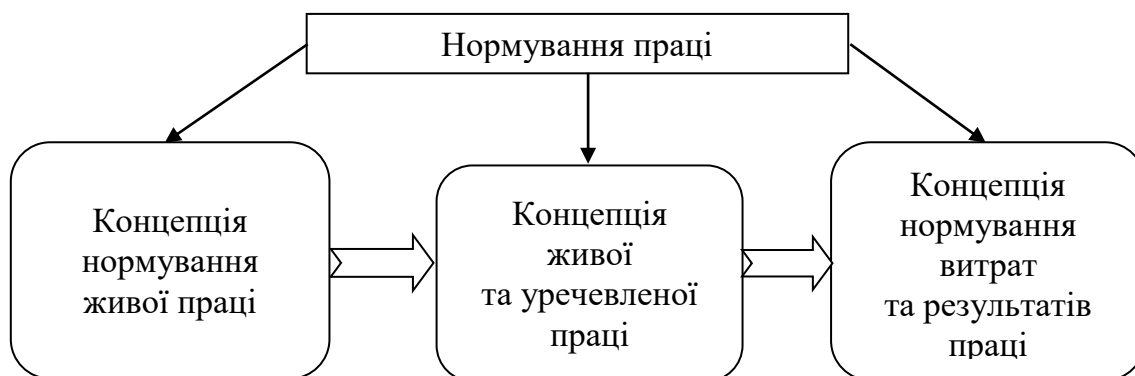 Нормування праці
Концепція
нормування
живої праці
Концепція
живої
та уречевленої
праці
Концепція
нормування
витрат
та результатів
праці